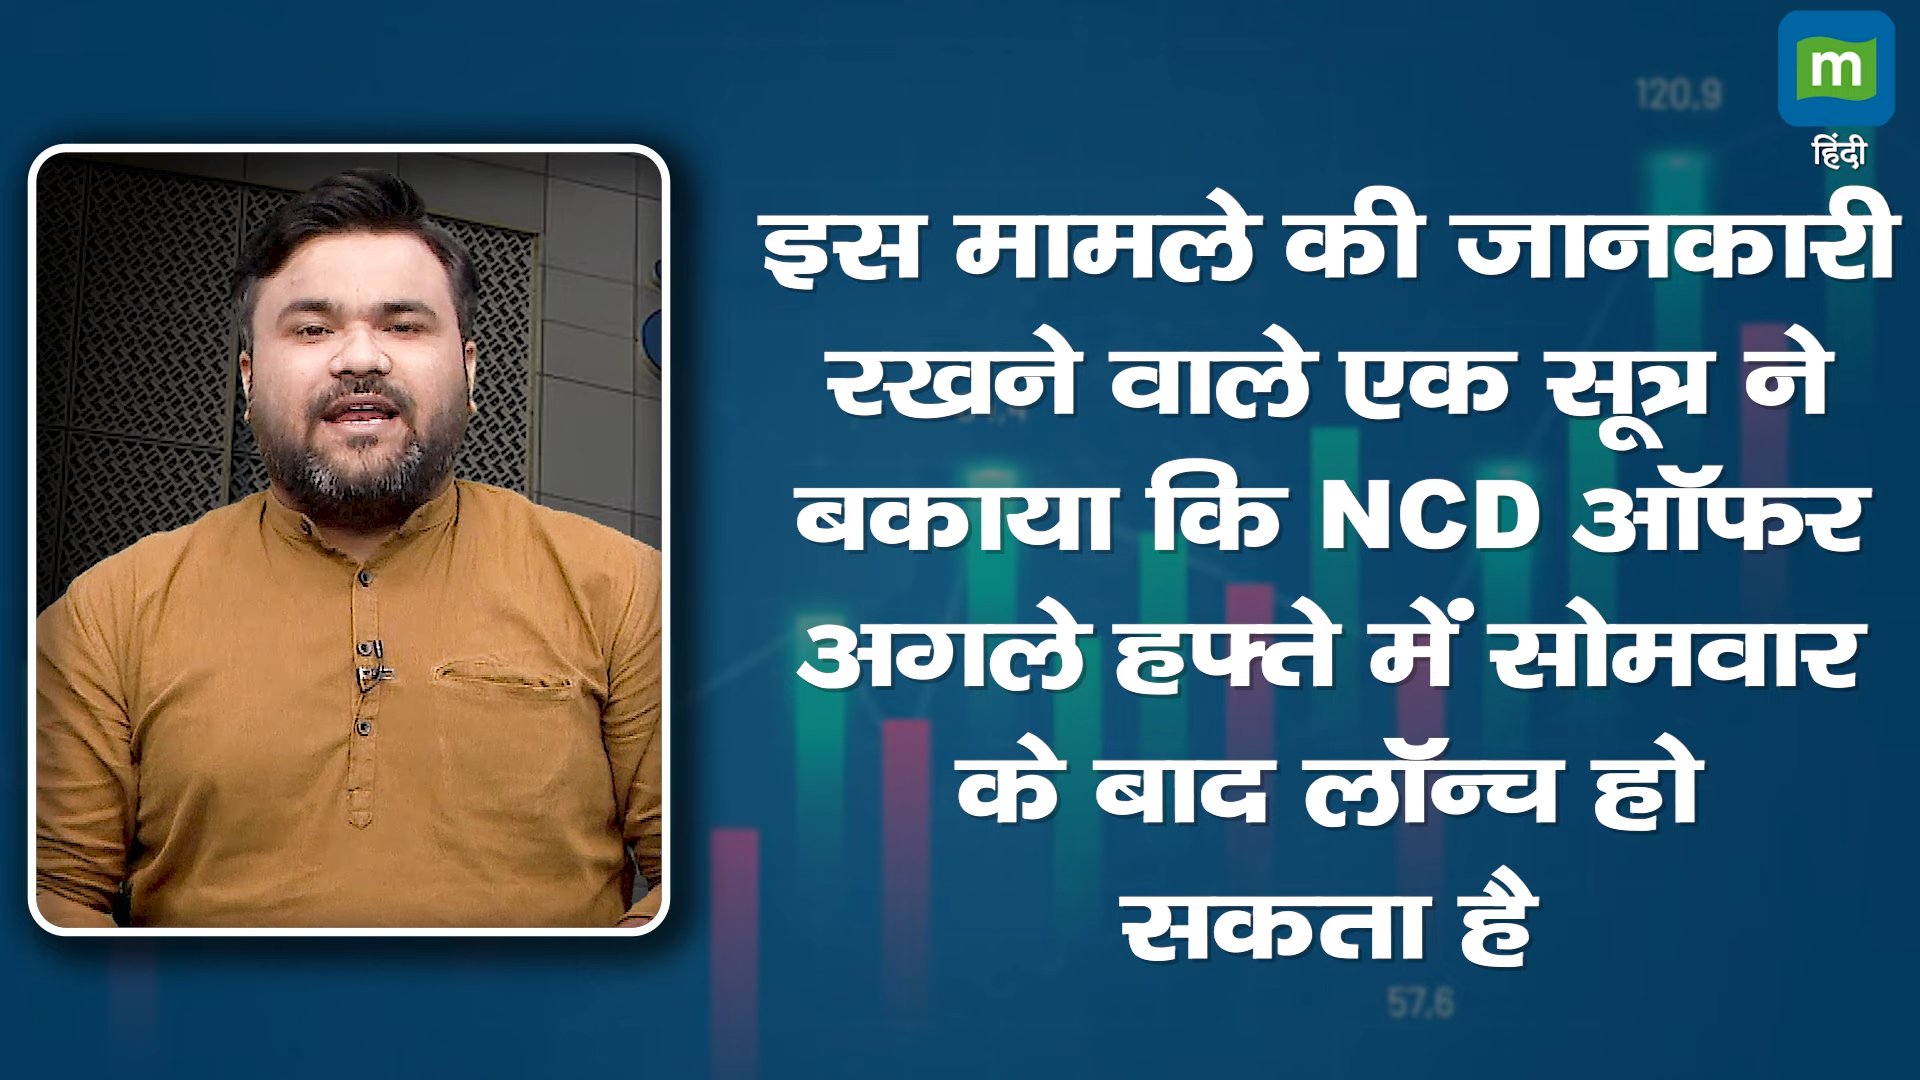 m
हिंदी
120,9
इस मामले की जानकारी
रखने वाले एक सूत्र ने
बकाया कि NCD ऑफर
अगले हफ्ते में सोमवार
के बाद लॉन्च हो
सकता है
57,6